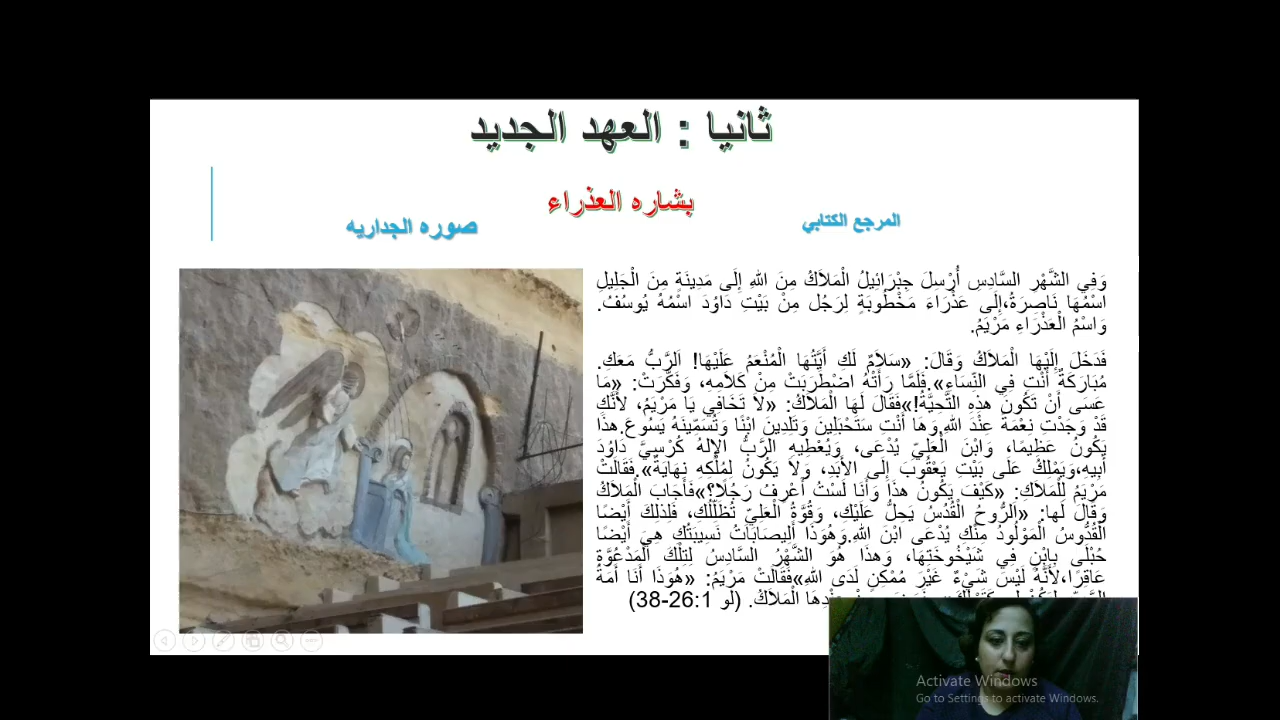 ثانيا : العهد الجديد
بشاره العذراء
المرجع الكتابي
صوره الجداريه
وَفِي الشَّهْرِ السَّادِسِ أُرْسِلَ جِبْرَائِيلُ الْمَلاَكُ مِنَ اللهِ إِلَى مَدِينَةٍ مِنَ الْجَلِيلِ
اسْمُهَا نَاصِرَةُ،إِلَى عَذْرَاءَ مَخْطُوبَةٍ لِرَجُل مِنْ بَيْتِ دَاوُدَ اسْمُهُ يُوسُفُ.
وَاسْمُ الْعَذْرَاءِ مَرْيَمُ.
فَدَخَلَ إِلَيْهَا الْمَلاَكُ وَقَالَ: «سَلاَمٌ لَكِ أَيَّتُهَا الْمُنْعَمُ عَلَيْهَا! اَلرَّبُّ مَعَكِ.
مُبَارَكَةٌ أَنْتِ فِي النِّسَاءِ».فَلَمَّا رَأَتْهُ اضْطَرَبَتْ مِنْ كَلاَمِهِ، وَفَكَّرَتْ: «مَا
عَسَى أَنْ تَكُونَ هذِهِ التَّحِيَّةُ!»فَقَالَ لَهَا الْمَلاَكُ: «لاَ تَخَافِي يَا مَرْيَمُ، لأَنَّكِ
قَدْ وَجَدْتِ نِعْمَةً عِنْدَ اللهِ.وَهَا أَنْتِ سَتَحْبَلِينَ وَتَلِدِينَ ابْنًا وَتُسَمِّينَهُ يَسُوعَ.هذَا
يَكُونُ عَظِيمًا، وَابْنَ الْعَلِيِّ يُدْعَى، وَيُعْطِيهِ الرَّبُّ الإِلهُ كُرْسِيَّ دَاوُدَ
أَبِيهِ،وَيَمْلِكُ عَلَى بَيْتِ يَعْقُوبَ إِلَى الأَبَدِ، وَلاَ يَكُونُ لِمُلْكِهِ نِهَايَةٌ».فَقَالَتْ
مَرْيَمُ لِلْمَلاَكِ: «كَيْفَ يَكُونُ هذَا وَأَنَا لَسْتُ أَعْرِفُ رَجُلاً؟»فَأَجَابَ الْمَلاَكُ
وَقَالَ لَها: «اَلرُّوحُ الْقُدُسُ يَحِلُّ عَلَيْكِ، وَقُوَّةُ الْعَلِيِّ تُظَلِّلُكِ، فَلِذلِكَ أَيْضًا
الْقُدُّوسُ الْمَوْلُودُ مِنْكِ يُدْعَى ابْنَ اللهِ.وَهُوَذَا أَلِيصَابَاتُ نَسِيبَتُكِ هِيَ أَيْضًا
حُبْلَى بِابْنٍ فِي شَيْخُوخَتِهَا، وَهذَا هُوَ الشَّهْرُ السَّادِسُ لِتِلْكَ الْمَدْعُوَّةِ
عَاقِرًا،لأَنَّهُ لَيْسَ شَيْءٌ غَيْرَ مُمْكِنٍ لَدَى اللهِ»فَقَالَتْ مَرْيَمُ: «هُوَذَا أَنَا أَمَةُ
الْمَلاَكُ. (لو 1:26-38)
Activate Windows
Go to Settings to activate Windows.